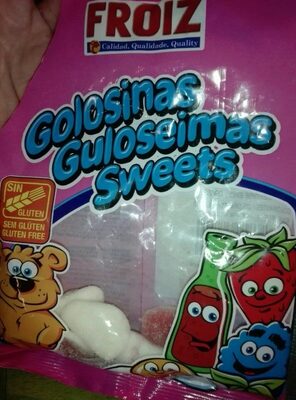 FROIZ
Calidad, Qualidade, Quality
Golosinas
Guloseimas
Sweets
SIN
GLUTEN
SEM GLÚTEN
GLUTEN FREE